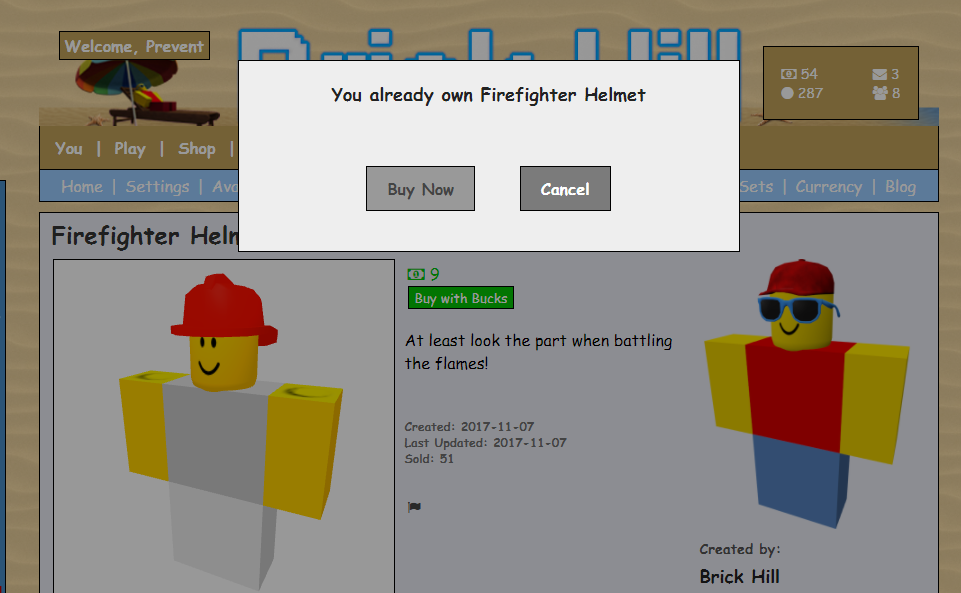 Welcome, Prevent
Brick Hill
54
3
287
8
You already own Firefighter Helmet
You | Play | Shop |
Buy Now
Cancel
Home | Settings |
Sets | Currency | Blog
Firefighter
9
Buy with Bucks
At least look the part when battling
the flames!
Created: 2017-11-07
Last Updated: 2017-11-07
Sold: 51
Created by:
Brick Hill